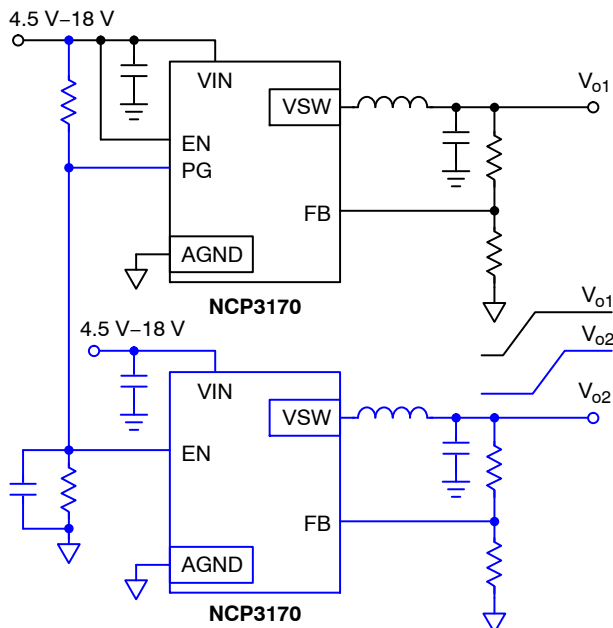 4.5 V–18 V
VIN
VSW
Vo1
EN
PG
FB
AGND
NCP3170
Vo1
4.5 V–18 V
Vo2
VIN
VSW
Vo2
EN
FB
AGND
NCP3170